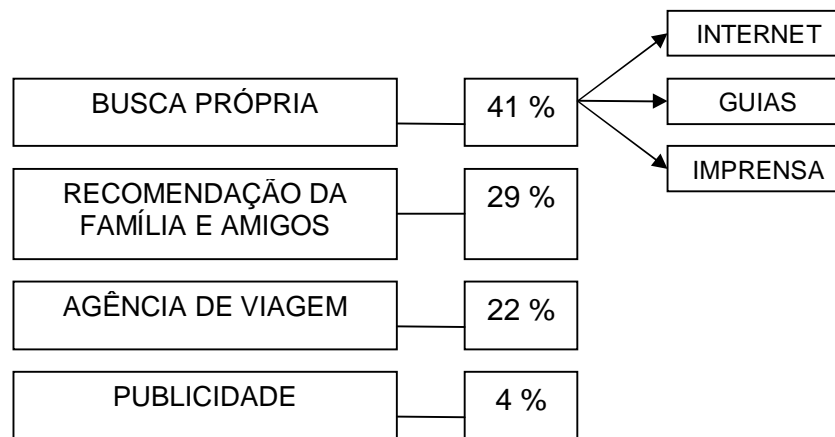 INTERNET
BUSCA PRÓPRIA
41 %
GUIAS
IMPRENSA
RECOMENDAÇÃO DA
FAMÍLIA E AMIGOS
29 %
AGÊNCIA DE VIAGEM
22 %
PUBLICIDADE
4 %